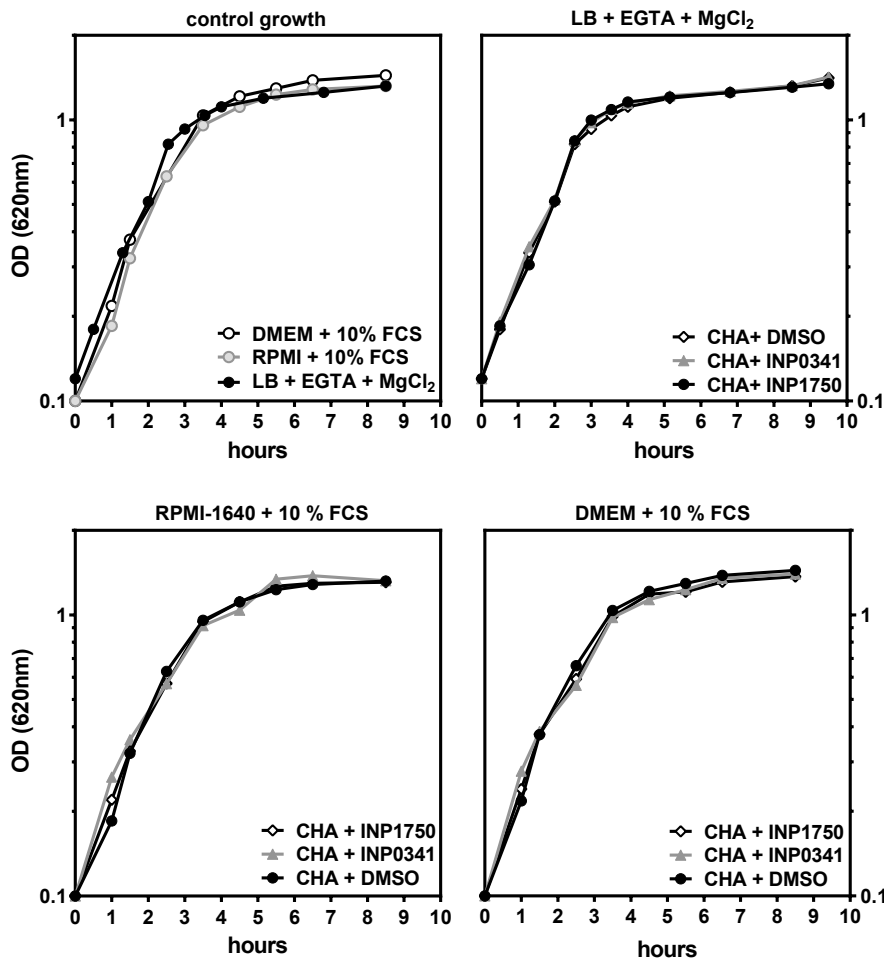 control growth
OD (620nm)
1
0.1
DMEM + 10% FCS
RPMI + 10% FCS
LB + EGTA + MgCl₂
0 1 2 3 4 5 6 7 8 9 10
hours
LB + EGTA + MgCl₂
1
0.1
CHA+ DMSO
CHA+ INP0341
CHA+ INP1750
0 1 2 3 4 5 6 7 8 9 10
hours
RPMI-1640 + 10 % FCS
OD (620nm)
1
0.1
CHA + INP1750
CHA + INP0341
CHA + DMSO
0 1 2 3 4 5 6 7 8 9 10
hours
DMEM + 10 % FCS
1
0.1
CHA + INP1750
CHA + INP0341
CHA + DMSO
0 1 2 3 4 5 6 7 8 9 10
hours